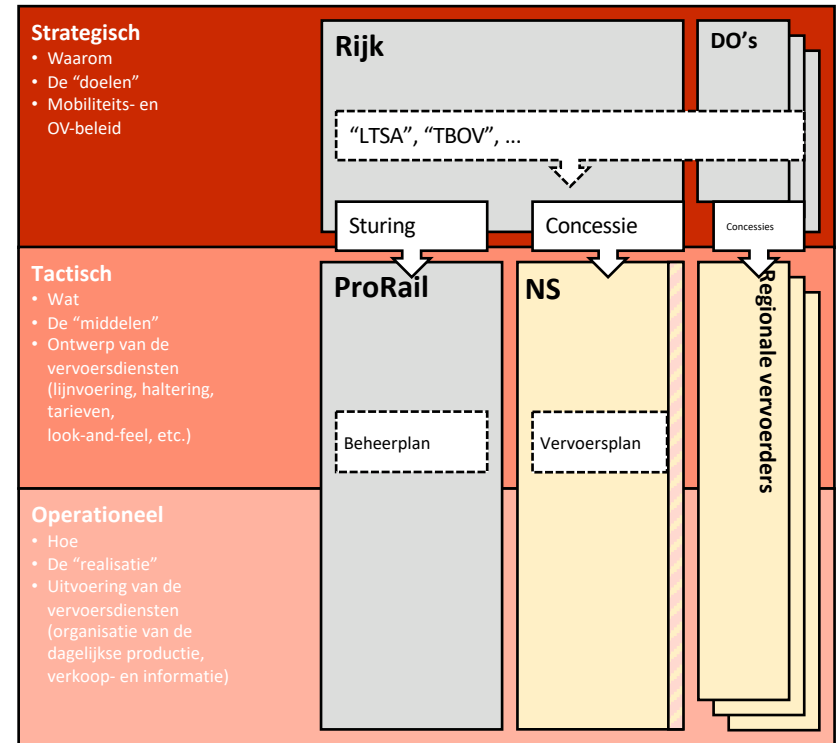 Strategisch
• Waarom
• De “doelen”
• Mobiliteits- en
OV-beleid
Rijk
DO’s
“LTSA”, “TBOV”, ...
Sturing
Concessie
Concessies
Tactisch
• Wat
• De “middelen”
• Ontwerp van de
vervoersdiensten
(lijnvoering, haltering,
tarieven,
look-and-feel, etc.)
ProRail
NS
Regionale vervoerders
Beheerplan
Vervoersplan
Operationeel
• Hoe
• De “realisatie”
• Uitvoering van de
vervoersdiensten
(organisatie van de
dagelijkse productie,
verkoop- en informatie)